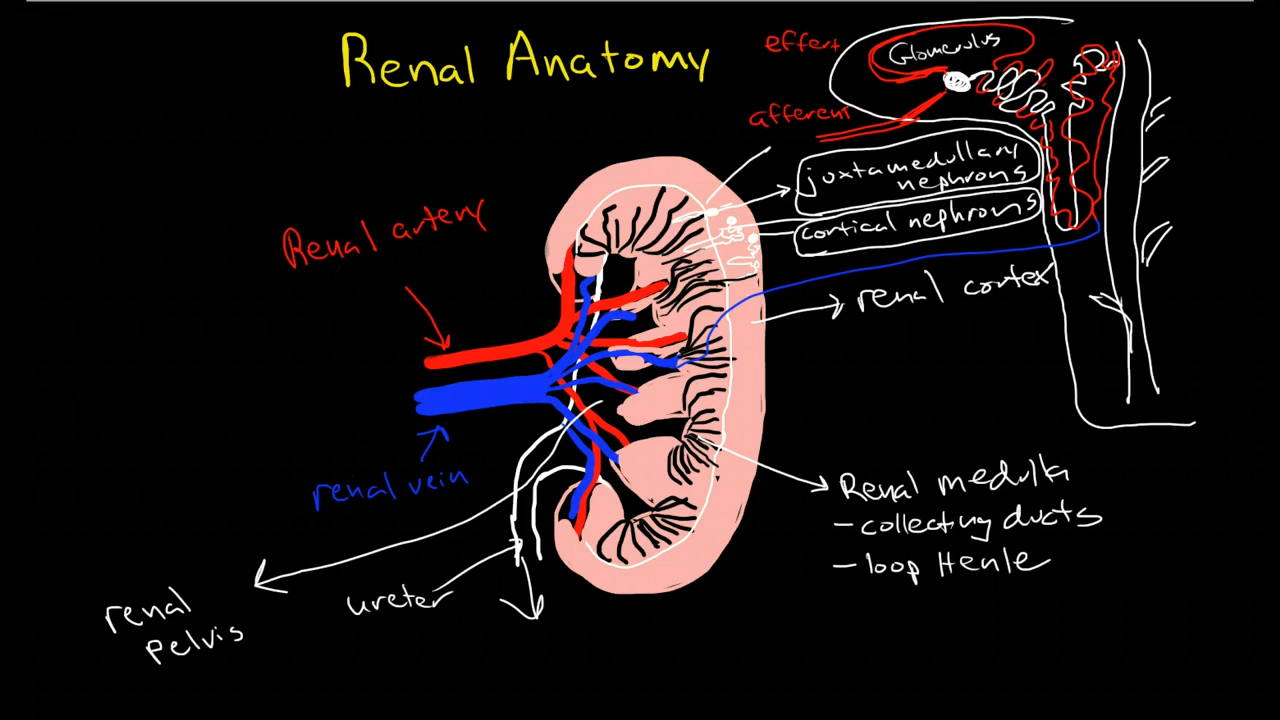 Renal Anatomy
effert
Glomerulus
afferent
juxtamedullary
nephrons
cortical nephrons
Renal artery
renal cortex
renal vein
Renal medulla
- collecting ducts
- loop Henle
ureter
renal
pelvis